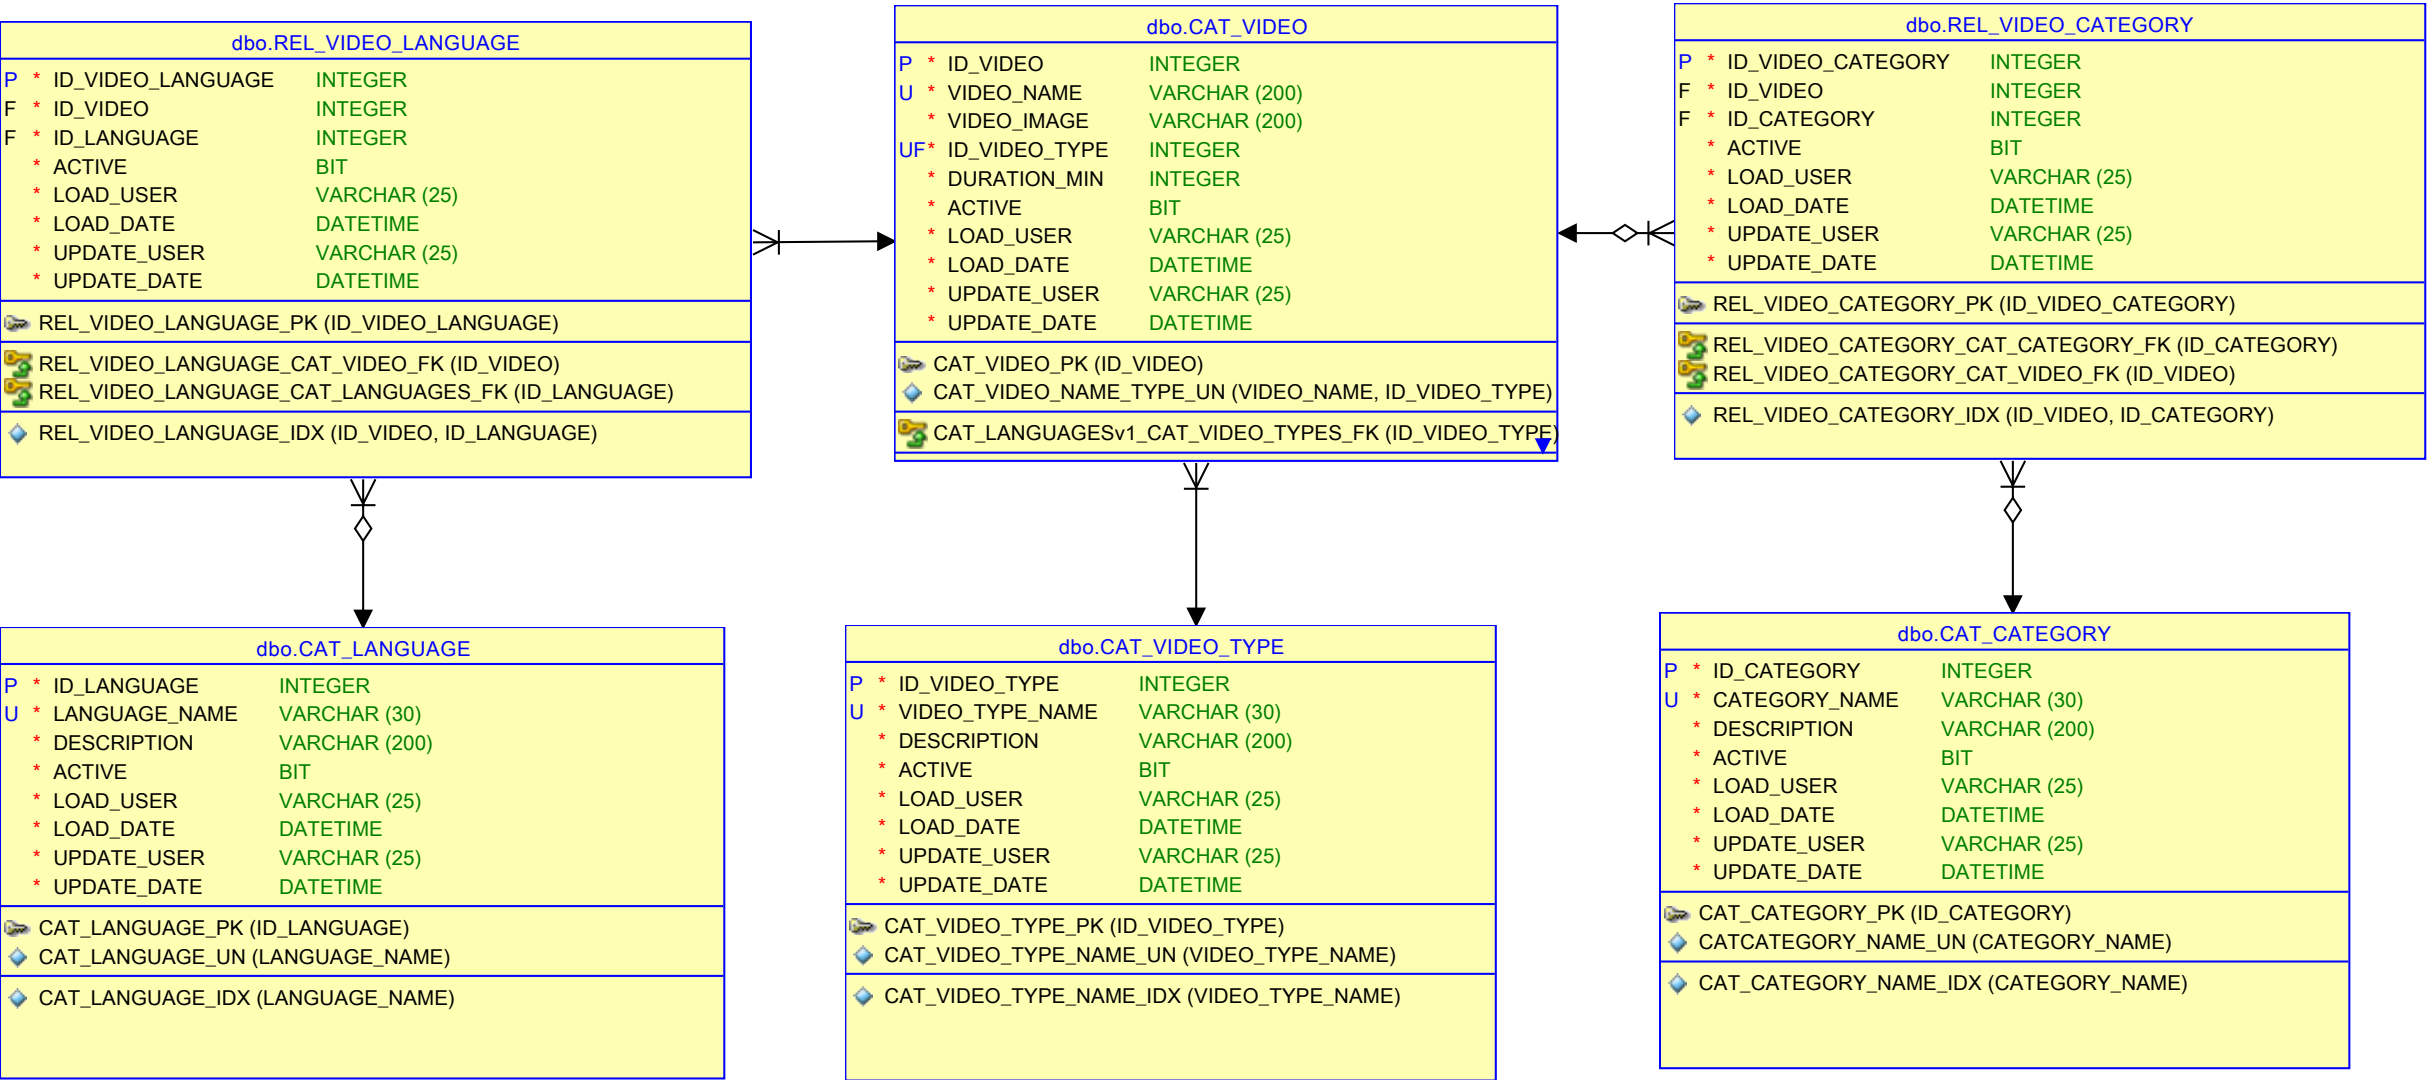 dbo.REL_VIDEO_LANGUAGE
P * ID_VIDEO_LANGUAGE INTEGER
F * ID_VIDEO INTEGER
F * ID_LANGUAGE INTEGER
* ACTIVE BIT
* LOAD_USER VARCHAR (25)
* LOAD_DATE DATETIME
* UPDATE_USER VARCHAR (25)
* UPDATE_DATE DATETIME
REL_VIDEO_LANGUAGE_PK (ID_VIDEO_LANGUAGE)
REL_VIDEO_LANGUAGE_CAT_VIDEO_FK (ID_VIDEO)
REL_VIDEO_LANGUAGE_CAT_LANGUAGES_FK (ID_LANGUAGE)
REL_VIDEO_LANGUAGE_IDX (ID_VIDEO, ID_LANGUAGE)
dbo.CAT_VIDEO
P * ID_VIDEO INTEGER
U * VIDEO_NAME VARCHAR (200)
* VIDEO_IMAGE VARCHAR (200)
UF* ID_VIDEO_TYPE INTEGER
* DURATION_MIN INTEGER
* ACTIVE BIT
* LOAD_USER VARCHAR (25)
* LOAD_DATE DATETIME
* UPDATE_USER VARCHAR (25)
* UPDATE_DATE DATETIME
CAT_VIDEO_PK (ID_VIDEO)
CAT_VIDEO_NAME_TYPE_UN (VIDEO_NAME, ID_VIDEO_TYPE)
CAT_LANGUAGESv1_CAT_VIDEO_TYPES_FK (ID_VIDEO_TYPE)
dbo.REL_VIDEO_CATEGORY
P * ID_VIDEO_CATEGORY INTEGER
F * ID_VIDEO INTEGER
F * ID_CATEGORY INTEGER
* ACTIVE BIT
* LOAD_USER VARCHAR (25)
* LOAD_DATE DATETIME
* UPDATE_USER VARCHAR (25)
* UPDATE_DATE DATETIME
REL_VIDEO_CATEGORY_PK (ID_VIDEO_CATEGORY)
REL_VIDEO_CATEGORY_CAT_CATEGORY_FK (ID_CATEGORY)
REL_VIDEO_CATEGORY_CAT_VIDEO_FK (ID_VIDEO)
REL_VIDEO_CATEGORY_IDX (ID_VIDEO, ID_CATEGORY)
dbo.CAT_LANGUAGE
P * ID_LANGUAGE INTEGER
U * LANGUAGE_NAME VARCHAR (30)
* DESCRIPTION VARCHAR (200)
* ACTIVE BIT
* LOAD_USER VARCHAR (25)
* LOAD_DATE DATETIME
* UPDATE_USER VARCHAR (25)
* UPDATE_DATE DATETIME
CAT_LANGUAGE_PK (ID_LANGUAGE)
CAT_LANGUAGE_UN (LANGUAGE_NAME)
CAT_LANGUAGE_IDX (LANGUAGE_NAME)
dbo.CAT_VIDEO_TYPE
P * ID_VIDEO_TYPE INTEGER
U * VIDEO_TYPE_NAME VARCHAR (30)
* DESCRIPTION VARCHAR (200)
* ACTIVE BIT
* LOAD_USER VARCHAR (25)
* LOAD_DATE DATETIME
* UPDATE_USER VARCHAR (25)
* UPDATE_DATE DATETIME
CAT_VIDEO_TYPE_PK (ID_VIDEO_TYPE)
CAT_VIDEO_TYPE_NAME_UN (VIDEO_TYPE_NAME)
CAT_VIDEO_TYPE_NAME_IDX (VIDEO_TYPE_NAME)
dbo.CAT_CATEGORY
P * ID_CATEGORY INTEGER
U * CATEGORY_NAME VARCHAR (30)
* DESCRIPTION VARCHAR (200)
* ACTIVE BIT
* LOAD_USER VARCHAR (25)
* LOAD_DATE DATETIME
* UPDATE_USER VARCHAR (25)
* UPDATE_DATE DATETIME
CAT_CATEGORY_PK (ID_CATEGORY)
CATCATEGORY_NAME_UN (CATEGORY_NAME)
CAT_CATEGORY_NAME_IDX (CATEGORY_NAME)